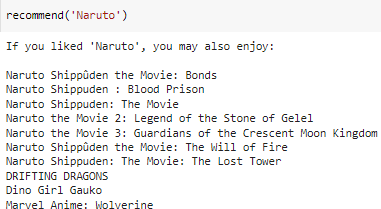 recommend('Naruto')
If you liked 'Naruto', you may also enjoy:
Naruto Shippûden the Movie: Bonds
Naruto Shippuden : Blood Prison
Naruto Shippuden: The Movie
Naruto the Movie 2: Legend of the Stone of Gelel
Naruto the Movie 3: Guardians of the Crescent Moon Kingdom
Naruto Shippûden the Movie: The Will of Fire
Naruto Shippuden: The Movie: The Lost Tower
DRIFTING DRAGONS
Dino Girl Gauko
Marvel Anime: Wolverine